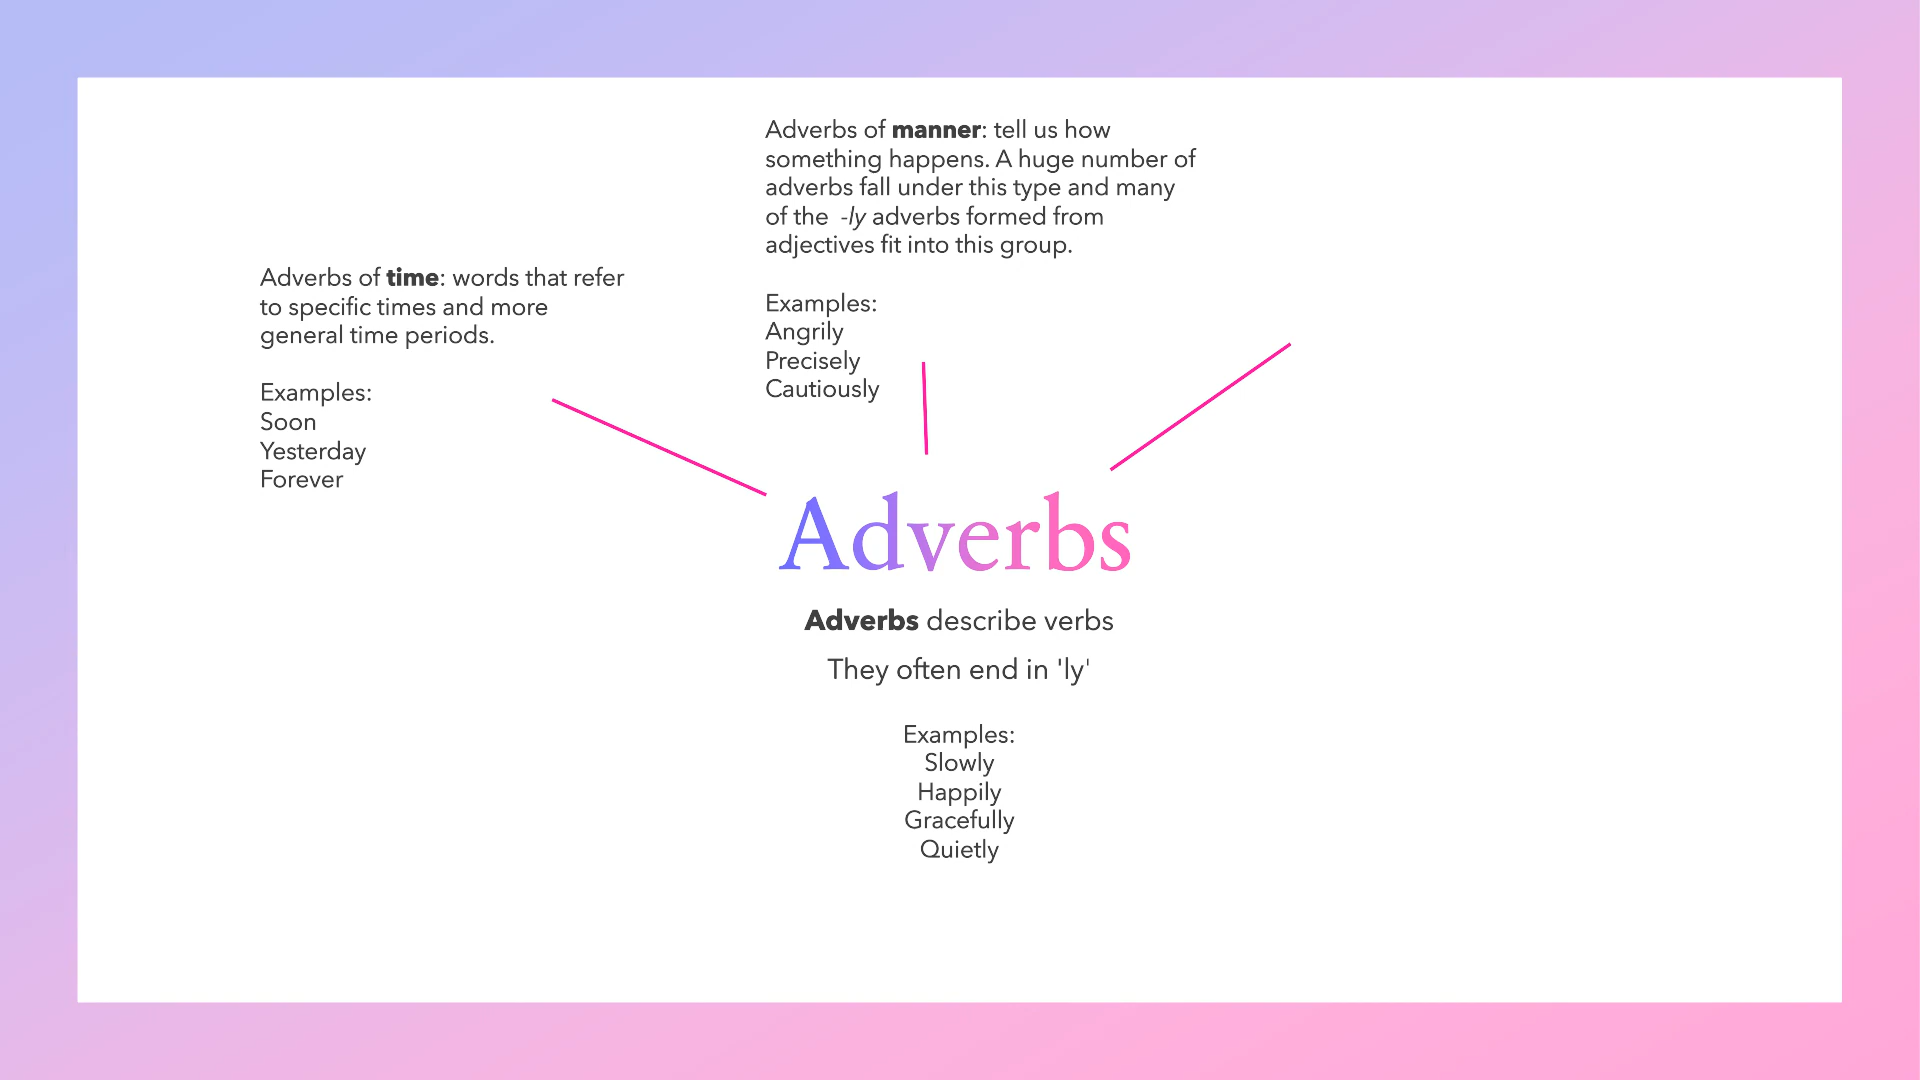 Adverbs of manner: tell us how
something happens. A huge number of
adverbs fall under this type and many
of the  -ly adverbs formed from
adjectives fit into this group.
Examples:
Angrily
Precisely
Cautiously
Adverbs of time: words that refer
to specific times and more
general time periods.
Examples:
Soon
Yesterday
Forever
Adverbs
Adverbs describe verbs
They often end in 'ly'
Examples:
Slowly
Happily
Gracefully
Quietly